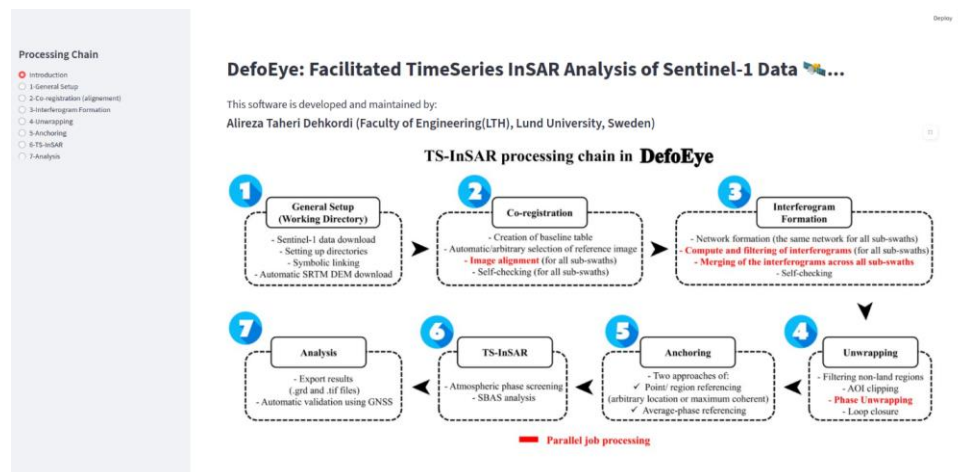 Deploy
Processing Chain
Introduction
1-General Setup
2-Co-registration (alignement)
3-Interferogram Formation
4-Unwrapping
5-Anchoring
6-TS-InSAR
7-Analysis
DefoEye: Facilitated TimeSeries InSAR Analysis of Sentinel-1 Data 🛰️...
This software is developed and maintained by:
Alireza Taheri Dehkordi (Faculty of Engineering(LTH), Lund University, Sweden)
TS-InSAR processing chain in DefoEye
1
General Setup
(Working Directory)
- Sentinel-1 data download
- Setting up directories
- Symbolic linking
- Automatic SRTM DEM download
2
Co-registration
- Creation of baseline table
- Automatic/arbitrary selection of reference image
- Image alignment (for all sub-swaths)
- Self-checking (for all sub-swaths)
3
Interferogram
Formation
- Network formation (the same network for all sub-swaths)
- Compute and filtering of interferograms (for all sub-swaths)
- Merging of the interferograms across all sub-swaths
- Self-checking
4
Unwrapping
- Filtering non-land regions
- AOI clipping
- Phase Unwrapping
- Loop closure
5
Anchoring
- Two approaches of:
✓ Point/ region referencing
(arbitrary location or maximum coherent)
✓ Average-phase referencing
6
TS-InSAR
- Atmospheric phase screening
- SBAS analysis
7
Analysis
- Export results
(.grd and .tif files)
- Automatic validation using GNSS
Parallel job processing